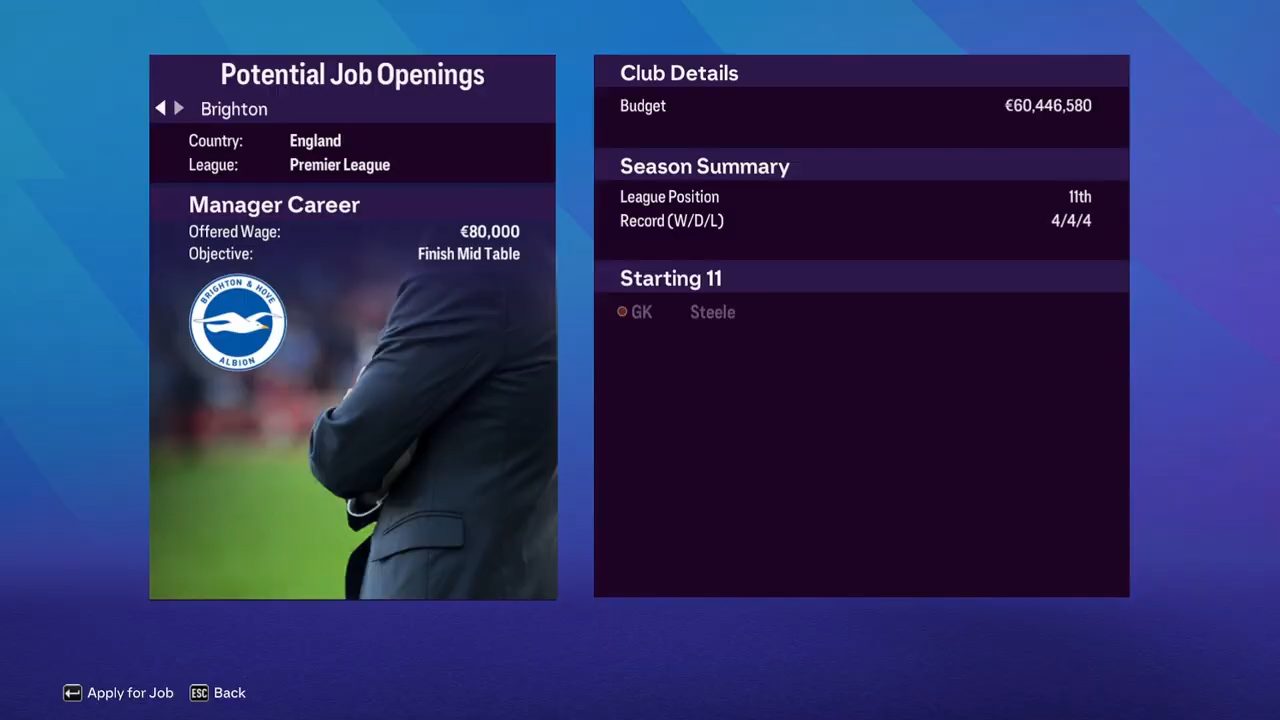 Potential Job Openings
Brighton
Country: England
League: Premier League
Manager Career
Offered Wage: €80,000
Objective: Finish Mid Table
BRIGHTON & HOVE
ALBION
Club Details
Budget €60,446,580
Season Summary
League Position 11th
Record (W/D/L) 4/4/4
Starting 11
GK Steele
Apply for Job ESC Back